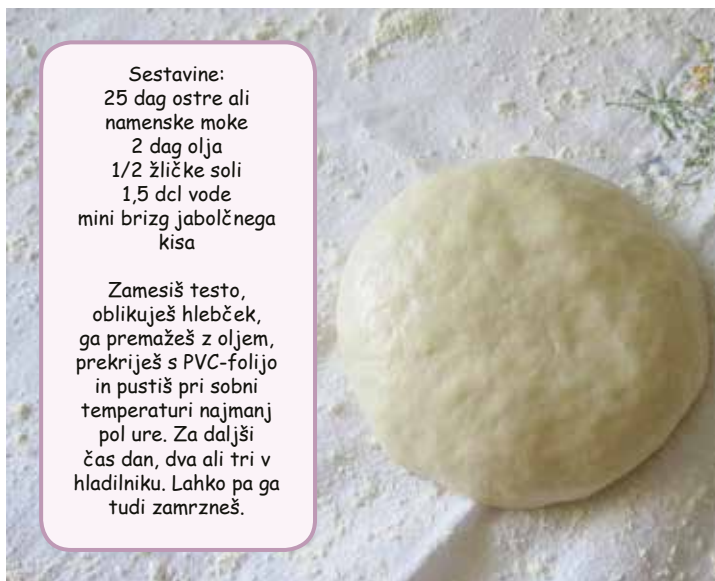 Sestavine:
25 dag ostre ali
namenske moke
2 dag olja
1/2 žličke soli
1,5 dcl vode
mini brizg jabolčnega
kisa
Zamesiš testo,
oblikuješ hlebček,
ga premažeš z oljem,
prekriješ s PVC-folijo
in pustiš pri sobni
temperaturi najmanj
pol ure. Za daljši
čas dan, dva ali tri v
hladilniku. Lahko pa ga
tudi zamrzneš.